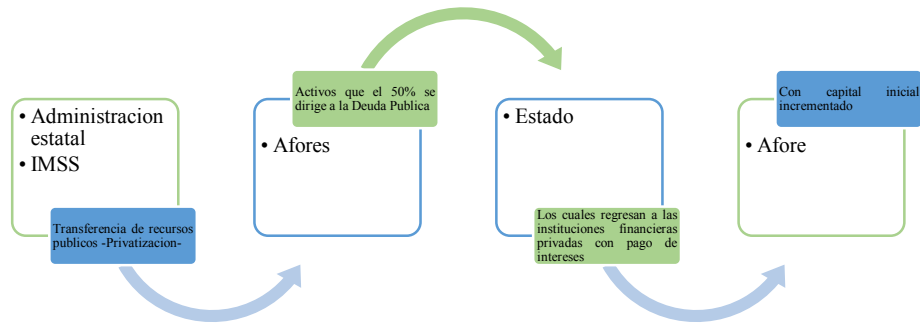 • Administracion
estatal
• IMSS
Transferencia de recursos
publicos -Privatizacion-
Activos que el 50% se
dirige a la Deuda Publica
• Afores
• Estado
Los cuales regresan a las
instituciones financieras
privadas con pago de
intereses
Con capital inicial
incrementado
• Afore